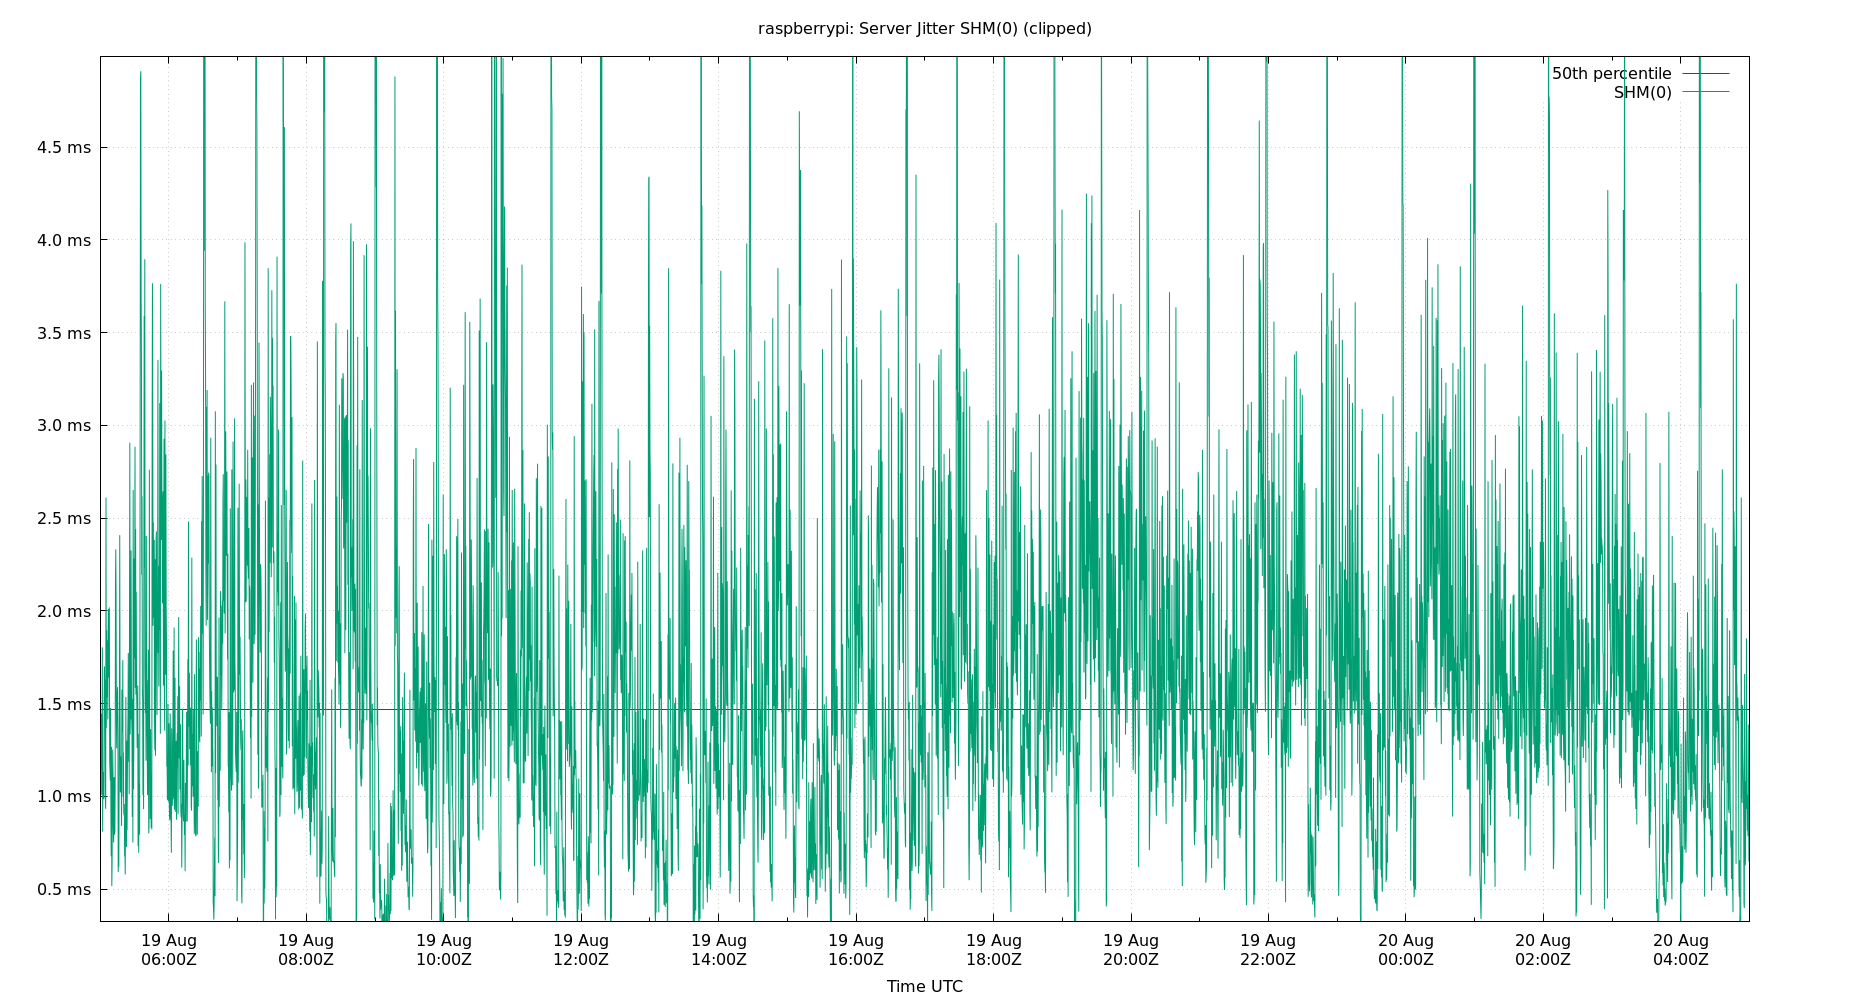 raspberrypi: Server Jitter SHM(0) (clipped)
50th percentile
SHM(0)
4.5 ms
4.0 ms
3.5 ms
3.0 ms
2.5 ms
2.0 ms
1.5 ms
1.0 ms
0.5 ms
19 Aug 19 Aug 19 Aug 19 Aug 19 Aug 19 Aug 19 Aug 19 Aug 19 Aug 20 Aug 20 Aug 20 Aug
06:00Z 08:00Z 10:00Z 12:00Z 14:00Z 16:00Z 18:00Z 20:00Z 22:00Z 00:00Z 02:00Z 04:00Z
Time UTC